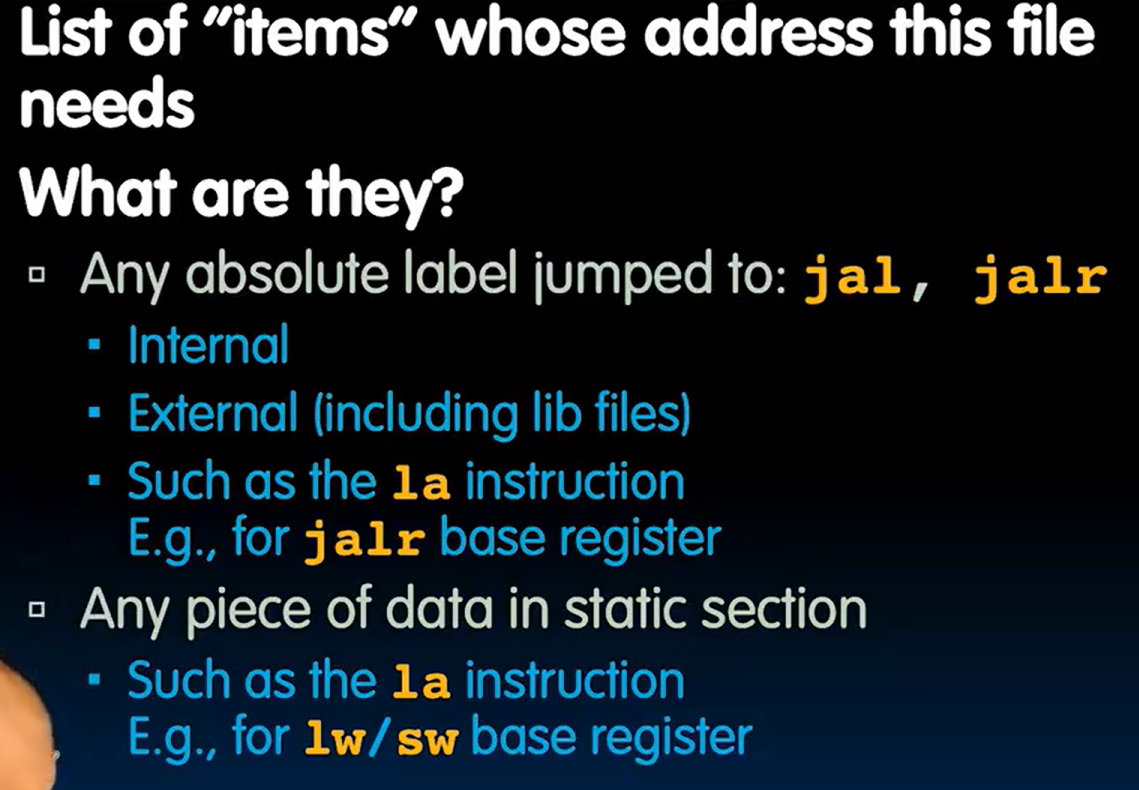 List of “items” whose address this file
needs
What are they?
▫ Any absolute label jumped to: jal, jalr
▪ Internal
▪ External (including lib files)
▪ Such as the la instruction
E.g., for jalr base register
▫ Any piece of data in static section
▪ Such as the la instruction
E.g., for lw/sw base register